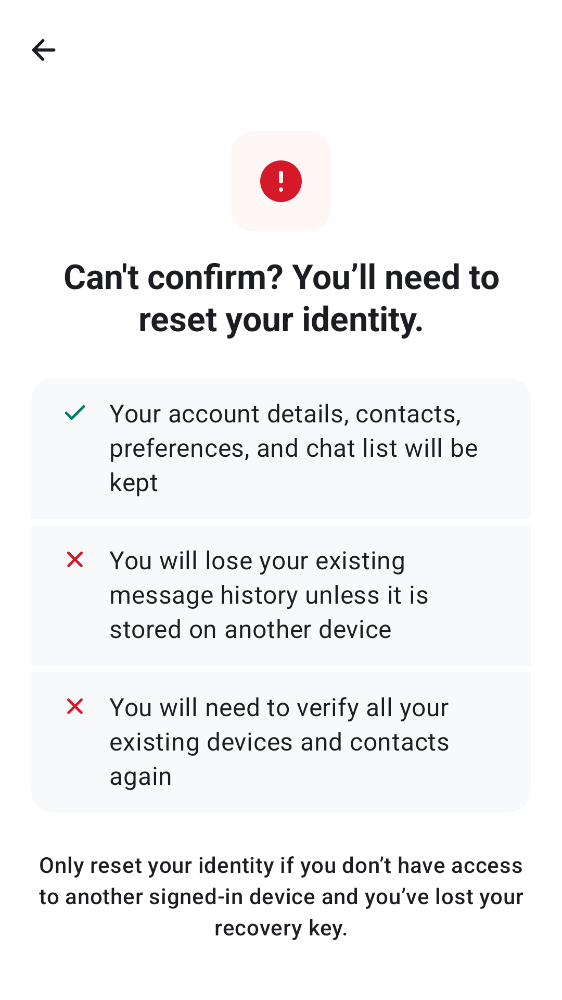 Can't confirm? You’ll need to
reset your identity.
Your account details, contacts,
preferences, and chat list will be
kept
You will lose your existing
message history unless it is
stored on another device
You will need to verify all your
existing devices and contacts
again
Only reset your identity if you don’t have access
to another signed-in device and you’ve lost your
recovery key.